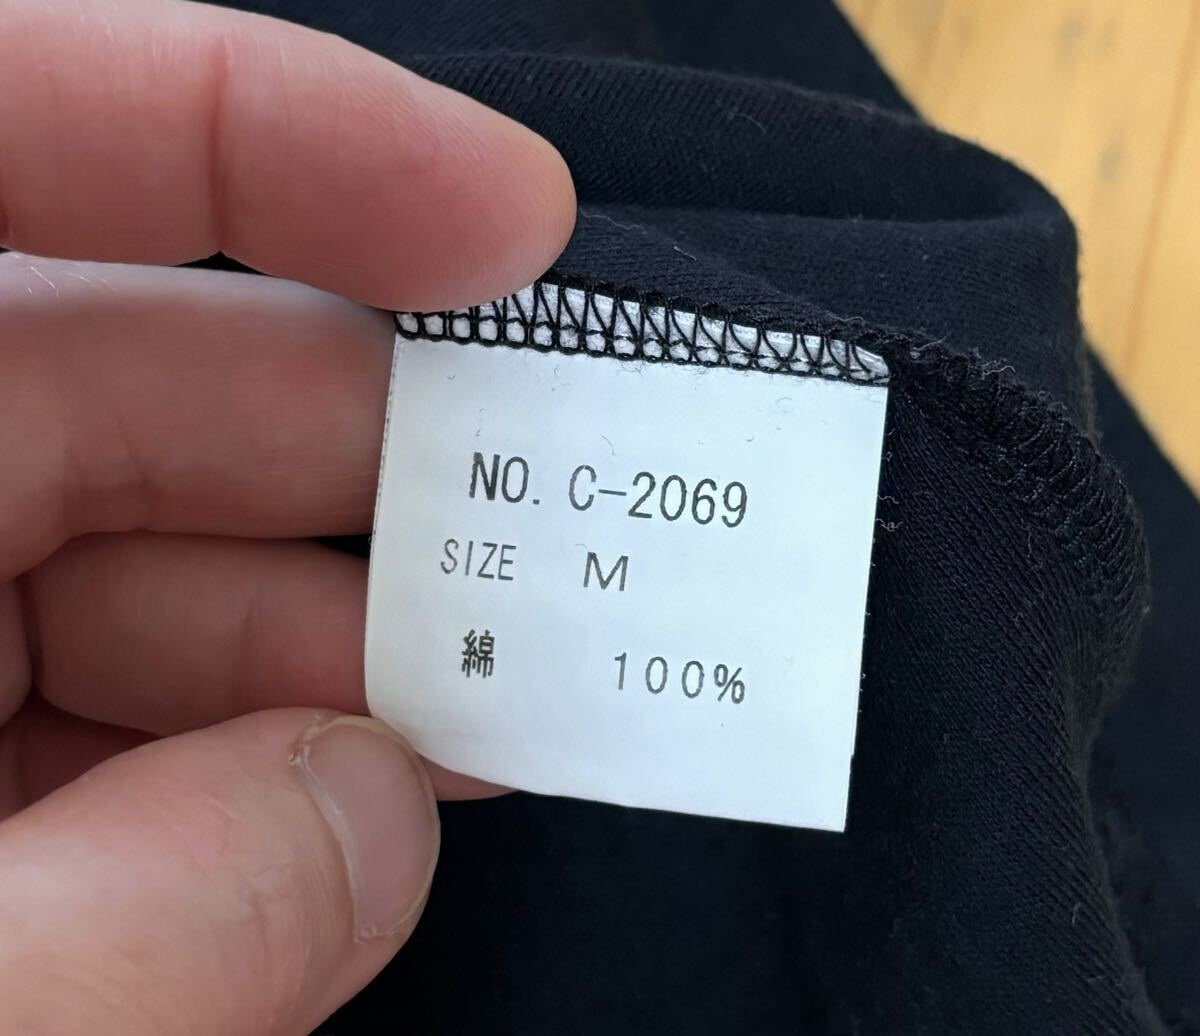 NO. C-2069
SIZE M
綿 100%